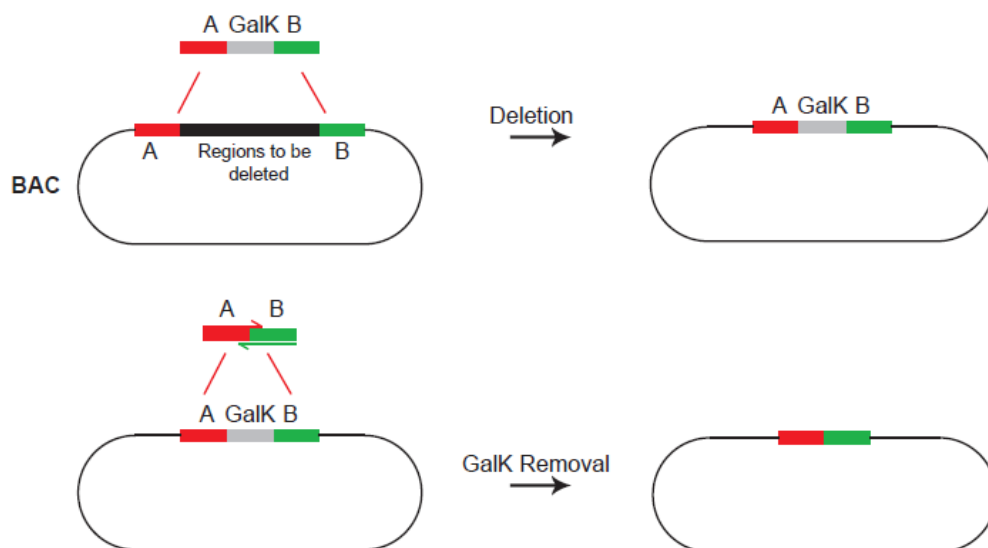 A GalK B
Deletion
A GalK B
A
Regions to be
deleted
B
BAC
A B
A GalK B
GalK Removal